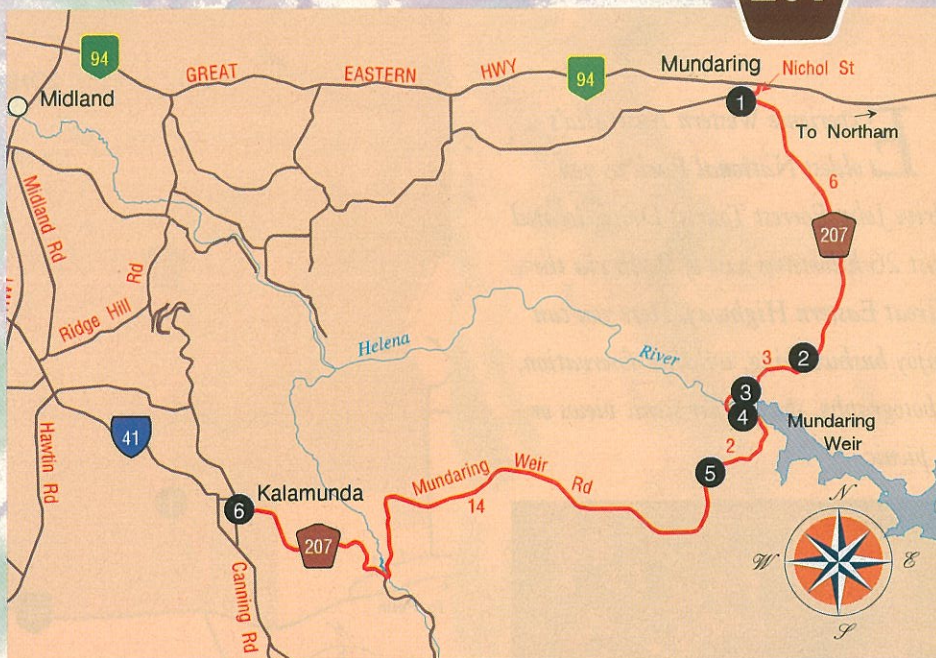 94
GREAT EASTERN HWY
94
Mundaring
Nichol St
Midland
1
To Northam
6
207
Midland Rd
Ridge Hill Rd
Helena River
3
2
3
4
Mundaring
Weir
2
5
41
Hawtin Rd
Kalamunda
6
207
Mundaring Weir Rd
14
Canning Rd
N
W
E
S